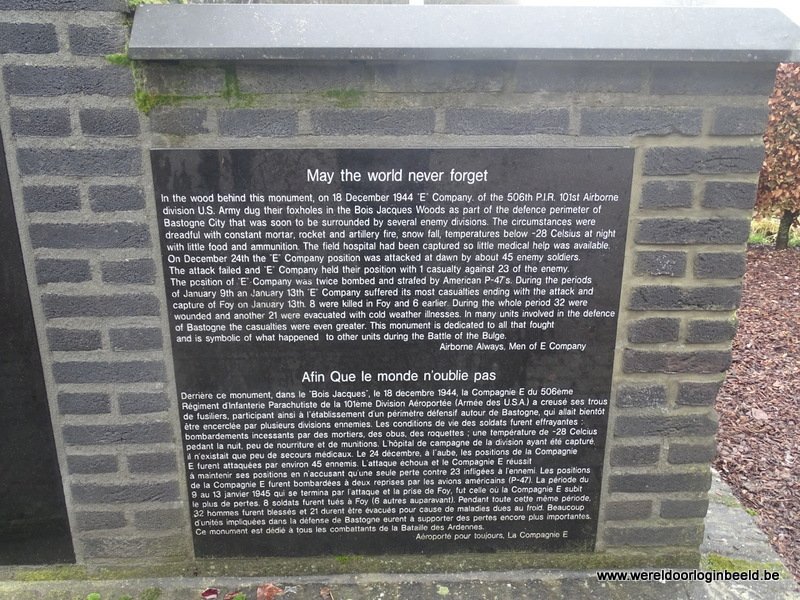 May the world never forget
In the wood behind this monument, on 18 December 1944 "E" Company. of the 506th P.I.R. 101st Airborne
division U.S. Army dug their foxholes in the Bois Jacques Woods as part of the defence perimeter of
Bastogne City that was soon to be surrounded by several enemy divisions. The circumstances were
dreadful with constant mortar, rocket and artillery fire, snow fall, temperatures below -28 Celsius at night
with little food and ammunition. The field hospital had been captured so little medical help was available.
On December 24th the "E" Company position was attacked at dawn by about 45 enemy soldiers.
The attack failed and "E" Company held their position with 1 casualty against 23 of the enemy.
The position of "E" Company was twice bombed and strafed by American P-47's. During the periods
of January 9th an January 13th "E" Company suffered its most casualties ending with the attack and
capture of Foy on January 13th. 8 were killed in Foy and 6 earlier. During the whole period 32 were
wounded and another 21 were evacuated with cold weather illnesses. In many units involved in the defence
of Bastogne the casualties were even greater. This monument is dedicated to all that fought
and is symbolic of what happened to other units during the Battle of the Bulge.
Airborne Always, Men of E Company
Afin Que le monde n'oublie pas
Derrière ce monument, dans le "Bois Jacques", le 18 decembre 1944, la Compagnie E du 506eme
Régiment d'Infanterie Parachutiste de la 101eme Division Aéroportée (Armée des U.S.A.) a creusé ses trous
de fusiliers, participant ainsi à l'établissement d'un périmètre défensif autour de Bastogne, qui allait bientôt
être encerclée par plusieurs divisions ennemies. Les conditions de vie des soldats furent effrayantes :
bombardements incessants par des mortiers, des obus, des roquettes ; une température de -28 Celcius
pedant la nuit, peu de nourriture et de munitions. L'hôpital de campagne de la division ayant été capturé,
il n'existait que peu de secours médicaux. Le 24 décembre, à l'aube, les positions de la Compagnie
E furent attaquées par environ 45 ennemis. L'attaque échoua et le Compagnie E réussit
à maintenir ses positions en n'accusant qu'une seule perte contre 23 infligées à l'ennemi. Les positions
de la Compagnie E furent bombardées à deux reprises par les avions américains (P-47). La période du
9 au 13 janvier 1945 qui se termina par l'attaque et la prise de Foy, fut celle où la Compagnie E subit
le plus de pertes. 8 soldats furent tués à Foy (6 autres auparavant). Pendant toute cette même période,
32 hommes furent blessés et 21 durent être évacués pour cause de maladies dues au froid. Beaucoup
d'unités impliquées dans la défense de Bastogne eurent à supporter des pertes encore plus importantes.
Ce monument est dédié à tous les combattants de la Bataille des Ardennes.
Aéroporté pour toujours, La Compagnie E
www.wereldoorloginbeeld.be